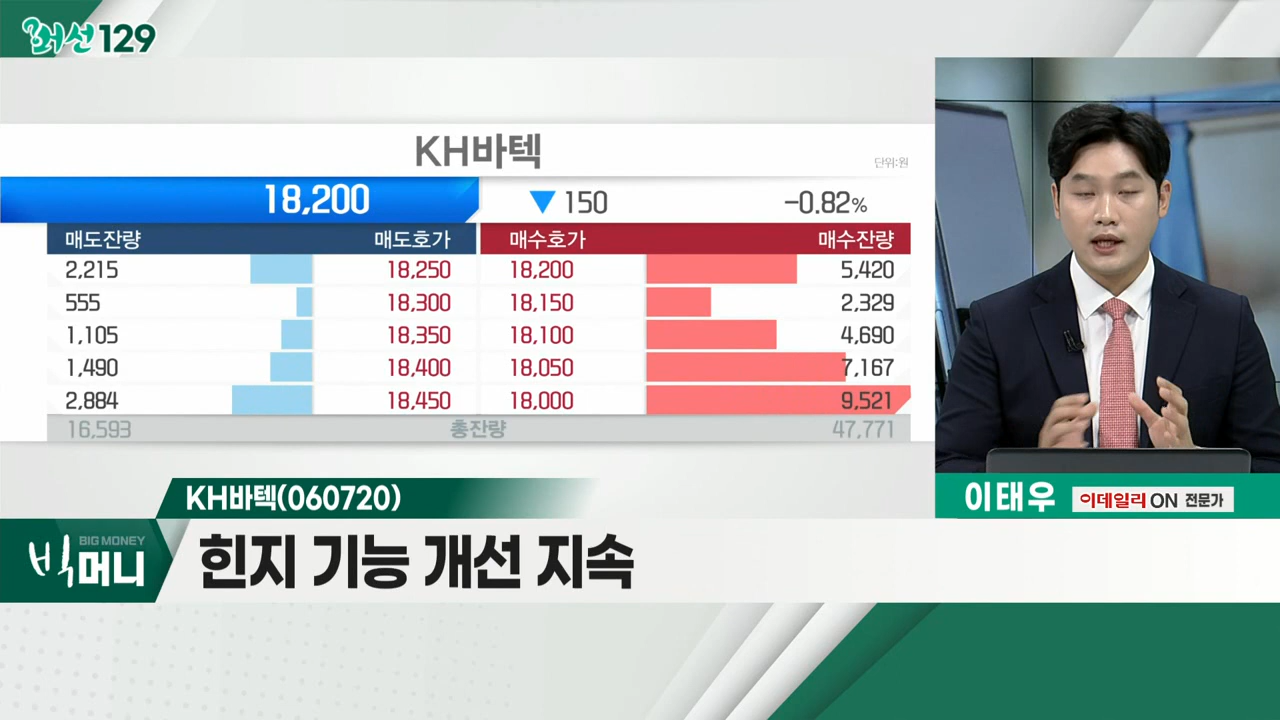 최선129
KH바텍
단위:원
18,200 ▼ 150 -0.82%
매도잔량 매도호가 매수호가 매수잔량
2,215 18,250 18,200 5,420
555 18,300 18,150 2,329
1,105 18,350 18,100 4,690
1,490 18,400 18,050 7,167
2,884 18,450 18,000 9,521
16,593 총잔량 47,771
이태우 이데일리 ON 전문가
KH바텍(060720)
BIG MONEY
빅머니
힌지 기능 개선 지속